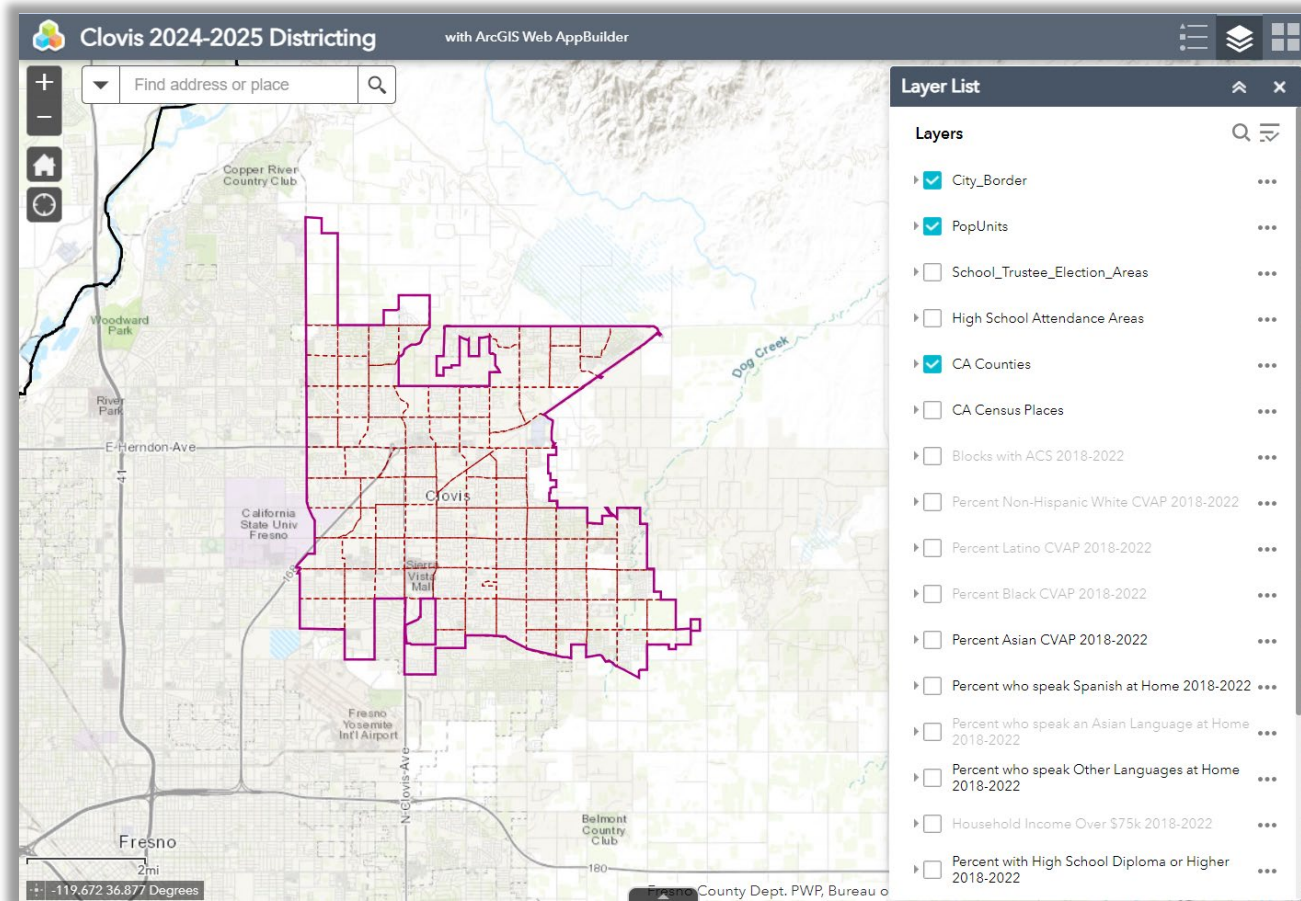 Clovis 2024-2025 Districting
with ArcGIS Web AppBuilder
Find address or place
Layer List
Layers
City_Border
PopUnits
School_Trustee_Election_Areas
High School Attendance Areas
CA Counties
CA Census Places
Blocks with ACS 2018-2022
Percent Non-Hispanic White CVAP 2018-2022
Percent Latino CVAP 2018-2022
Percent Black CVAP 2018-2022
Percent Asian CVAP 2018-2022
Percent who speak Spanish at Home 2018-2022
Percent who speak an Asian Language at Home
2018-2022
Percent who speak Other Languages at Home
2018-2022
Household Income Over $75k 2018-2022
Percent with High School Diploma or Higher
2018-2022
Copper River
Country Club
Woodward
Park
Dog Creek
River
Park
E-Herndon-Ave
41
Clovis
California
State Univ
Fresno
168
Sierra
Vista
Mall
Fresno
Yosemite
Int'l Airport
N-Clovis-Ave
Belmont
Country
Club
180
Fresno
2mi
-119.672 36.877 Degrees
Fresno County Dept. PWP, Bureau o